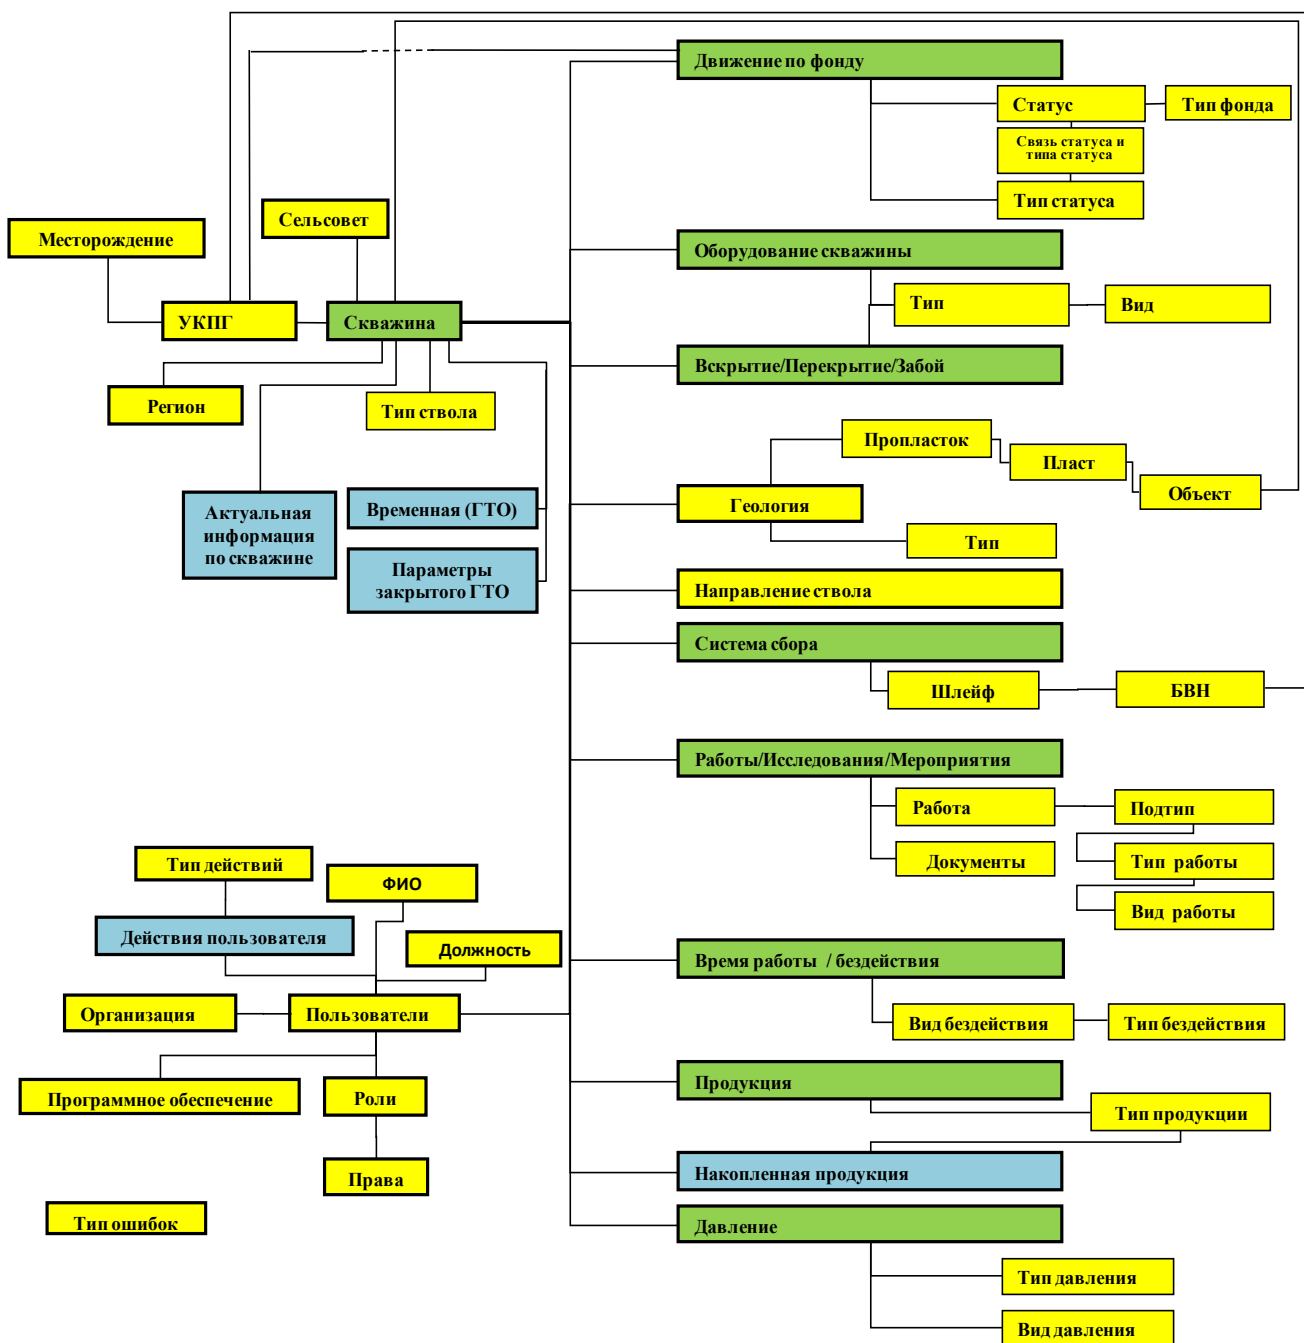 Движение по фонду
Статус
Тип фонда
Связь статуса и
типа статуса
Тип статуса
Сельсовет
Месторождение
Оборудование скважины
Тип
Вид
УКПГ
Скважина
Вскрытие/Перекрытие/Забой
Регион
Тип ствола
Пропласток
Пласт
Объект
Геология
Тип
Актуальная
информация
по скважине
Временная (ГТО)
Параметры
закрытого ГТО
Направление ствола
Система сбора
Шлейф
БВН
Работы/Исследования/Мероприятия
Работа
Подтип
Документы
Тип работы
Вид работы
Тип действий
ФИО
Действия пользователя
Должность
Время работы / бездействия
Организация
Пользователи
Вид бездействия
Тип бездействия
Программное обеспечение
Роли
Продукция
Тип продукции
Права
Накопленная продукция
Тип ошибок
Давление
Тип давления
Вид давления